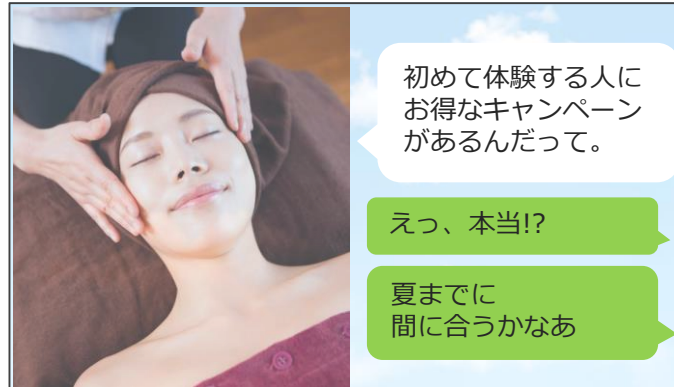 初めて体験する人に
お得なキャンペーン
があるんだって。
えっ、本当!?
夏までに
間に合うかなあ